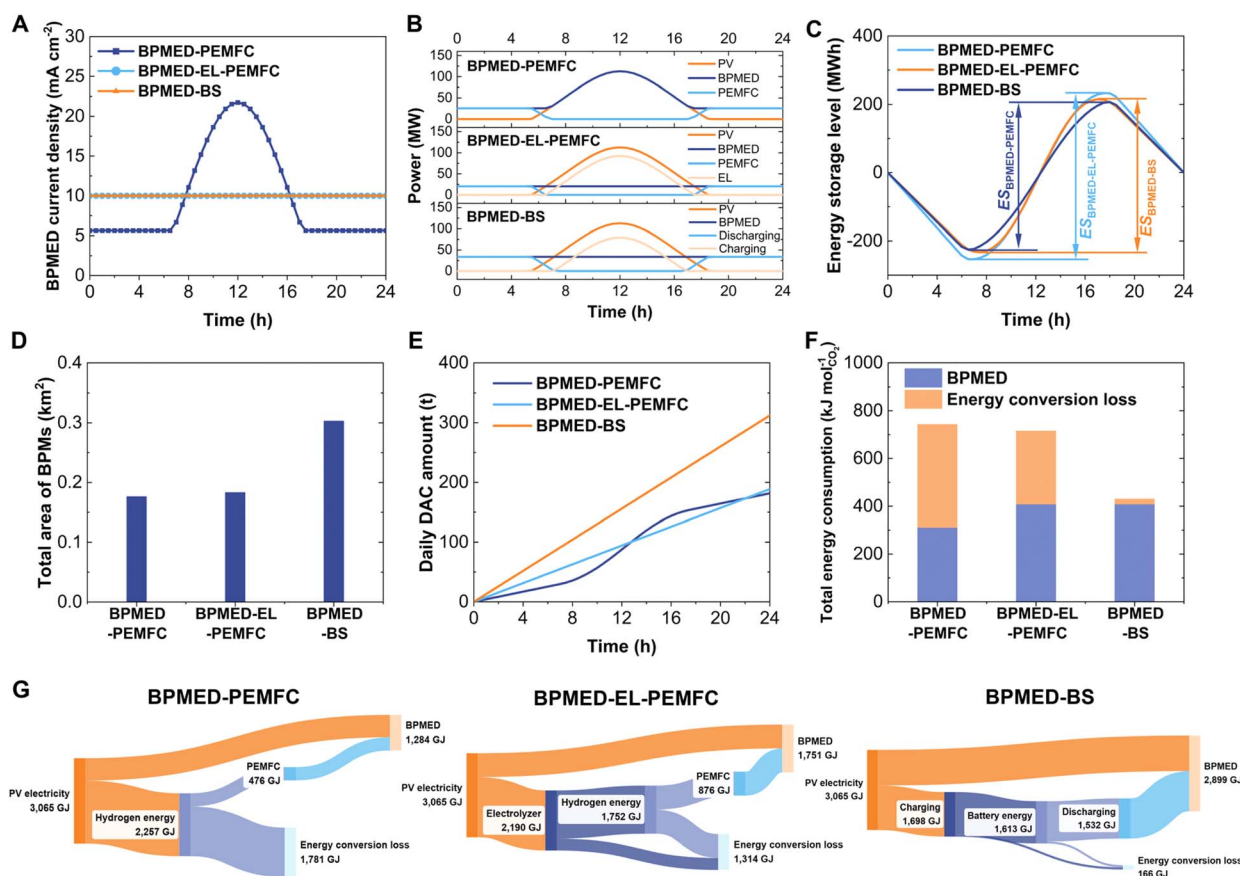 A
BPMED current density (mA cm-2)
30
25
20
15
10
5
0
BPMED-PEMFC
BPMED-EL-PEMFC
BPMED-BS
0 4 8 12 16 20 24
Time (h)
B
0 4 8 12 16 20 24
Power (MW)
150
100
50
0
BPMED-PEMFC
PV
BPMED
PEMFC
150
100
50
0
BPMED-EL-PEMFC
PV
BPMED
PEMFC
EL
150
100
50
0
BPMED-BS
PV
BPMED
Discharging
Charging
0 4 8 12 16 20 24
Time (h)
C
Energy storage level (MWh)
400
200
0
-200
BPMED-PEMFC
BPMED-EL-PEMFC
BPMED-BS
ESBPMED-PEMFC
ESBPMED-EL-PEMFC
ESBPMED-BS
0 4 8 12 16 20 24
Time (h)
D
Total area of BPMs (km2)
0.4
0.3
0.2
0.1
0.0
BPMED
-PEMFC
BPMED-EL
-PEMFC
BPMED
-BS
E
Daily DAC amount (t)
400
300
200
100
0
BPMED-PEMFC
BPMED-EL-PEMFC
BPMED-BS
0 4 8 12 16 20 24
Time (h)
F
Total energy consumption (kJ mol-1CO2)
1000
800
600
400
200
0
BPMED
Energy conversion loss
BPMED
-PEMFC
BPMED-EL
-PEMFC
BPMED
-BS
G
BPMED-PEMFC
PV electricity
3,065 GJ
Hydrogen energy
2,257 GJ
PEMFC
476 GJ
BPMED
1,284 GJ
Energy conversion loss
1,781 GJ
BPMED-EL-PEMFC
PV electricity
3,065 GJ
Electrolyzer
2,190 GJ
Hydrogen energy
1,752 GJ
PEMFC
876 GJ
BPMED
1,751 GJ
Energy conversion loss
1,314 GJ
BPMED-BS
PV electricity
3,065 GJ
Charging
1,698 GJ
Battery energy
1,613 GJ
Discharging
1,532 GJ
BPMED
2,899 GJ
Energy conversion loss
166 GJ